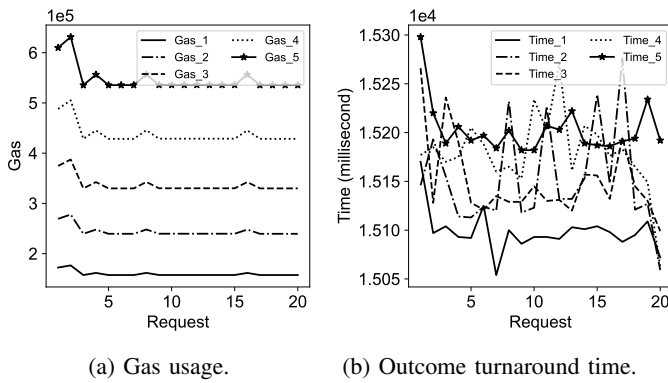 1e5
Gas_1
Gas_2
Gas_3
Gas_4
Gas_5
6
5
4
3
2
Gas
5
10
15
20
Request
(a) Gas usage.
1e4
Time_1
Time_2
Time_3
Time_4
Time_5
1.530
1.525
1.520
1.515
1.510
1.505
Time (millisecond)
5
10
15
20
Request
(b) Outcome turnaround time.